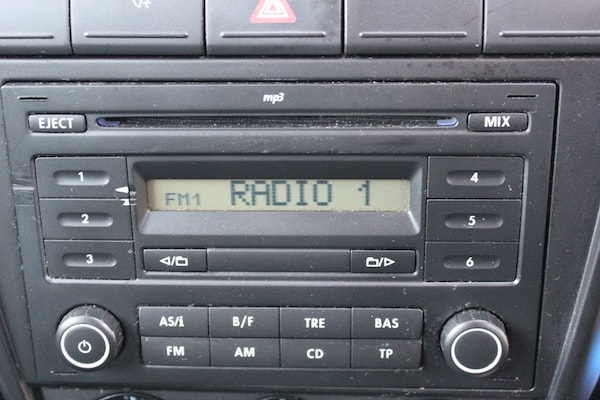 mp3
EJECT
MIX
1
4
FM1 RADIO 1
2
5
3
6
AS/i B/F TRE BAS
FM AM CD TP